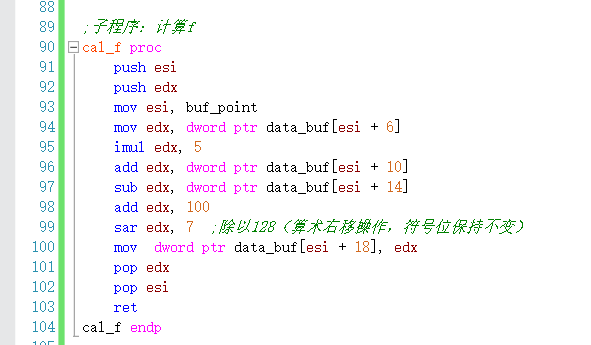 88
89 ;子程序：计算f
90 cal_f proc
91 push esi
92 push edx
93 mov esi, buf_point
94 mov edx, dword ptr data_buf[esi + 6]
95 imul edx, 5
96 add edx, dword ptr data_buf[esi + 10]
97 sub edx, dword ptr data_buf[esi + 14]
98 add edx, 100
99 sar edx, 7 ;除以128（算术右移操作，符号位保持不变）
100 mov dword ptr data_buf[esi + 18], edx
101 pop edx
102 pop esi
103 ret
104 cal_f endp
105